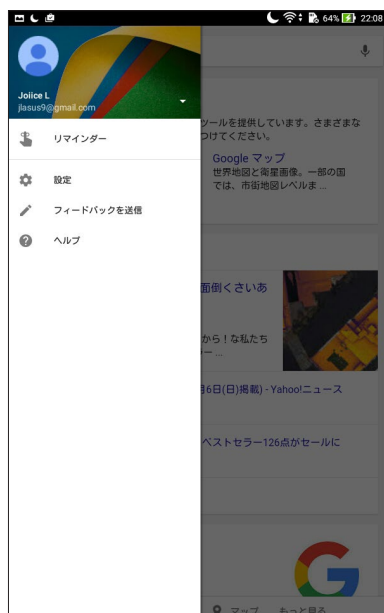 64% 22:08
Joiice L
jlasus9@gmail.com
リマインダー
設定
フィードバックを送信
ヘルプ
ツールを提供しています。さまざまな
つけてください。
Google マップ
世界地図と衛星画像。一部の国
では、市街地図レベルま ...
面倒くさいあ
から！な私たち
ー ...
月6日(日)掲載) - Yahoo!ニュース
ベストセラー126点がセールに
マップ
もっと見る